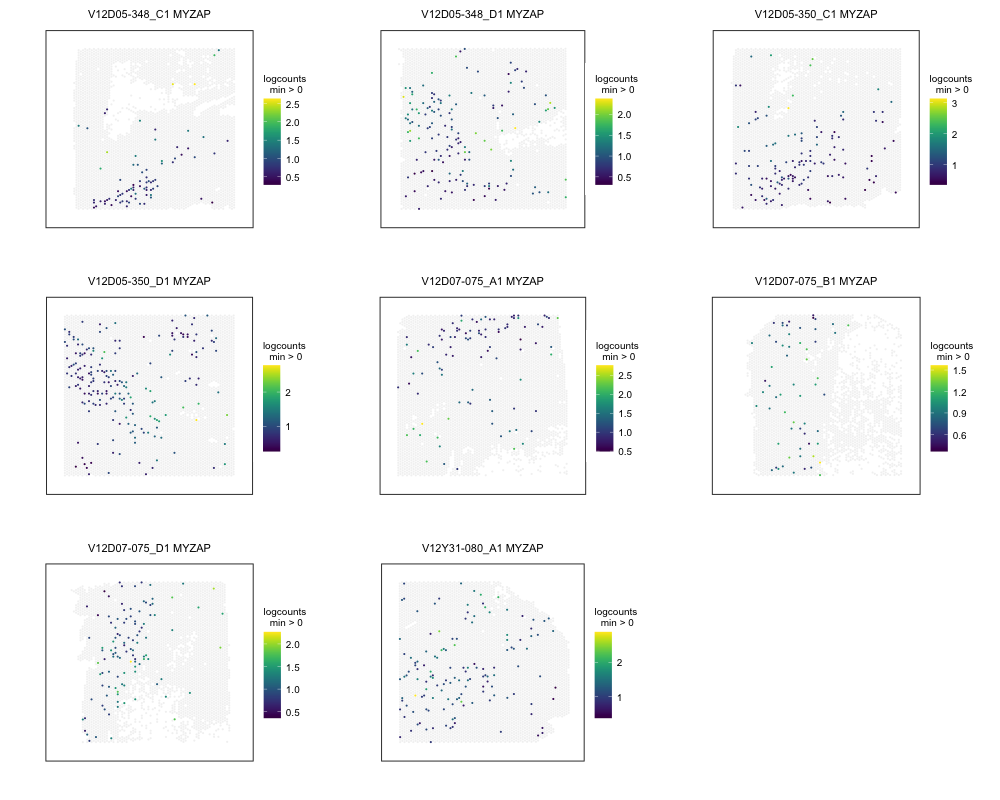 V12D05-348_C1 MYZAP
logcounts
min > 0
2.5
2.0
1.5
1.0
0.5
V12D05-348_D1 MYZAP
logcounts
min > 0
2.0
1.5
1.0
0.5
V12D05-350_C1 MYZAP
logcounts
min > 0
3
2
1
V12D05-350_D1 MYZAP
logcounts
min > 0
2
1
V12D07-075_A1 MYZAP
logcounts
min > 0
2.5
2.0
1.5
1.0
0.5
V12D07-075_B1 MYZAP
logcounts
min > 0
1.5
1.2
0.9
0.6
V12D07-075_D1 MYZAP
logcounts
min > 0
2.0
1.5
1.0
0.5
V12Y31-080_A1 MYZAP
logcounts
min > 0
2
1